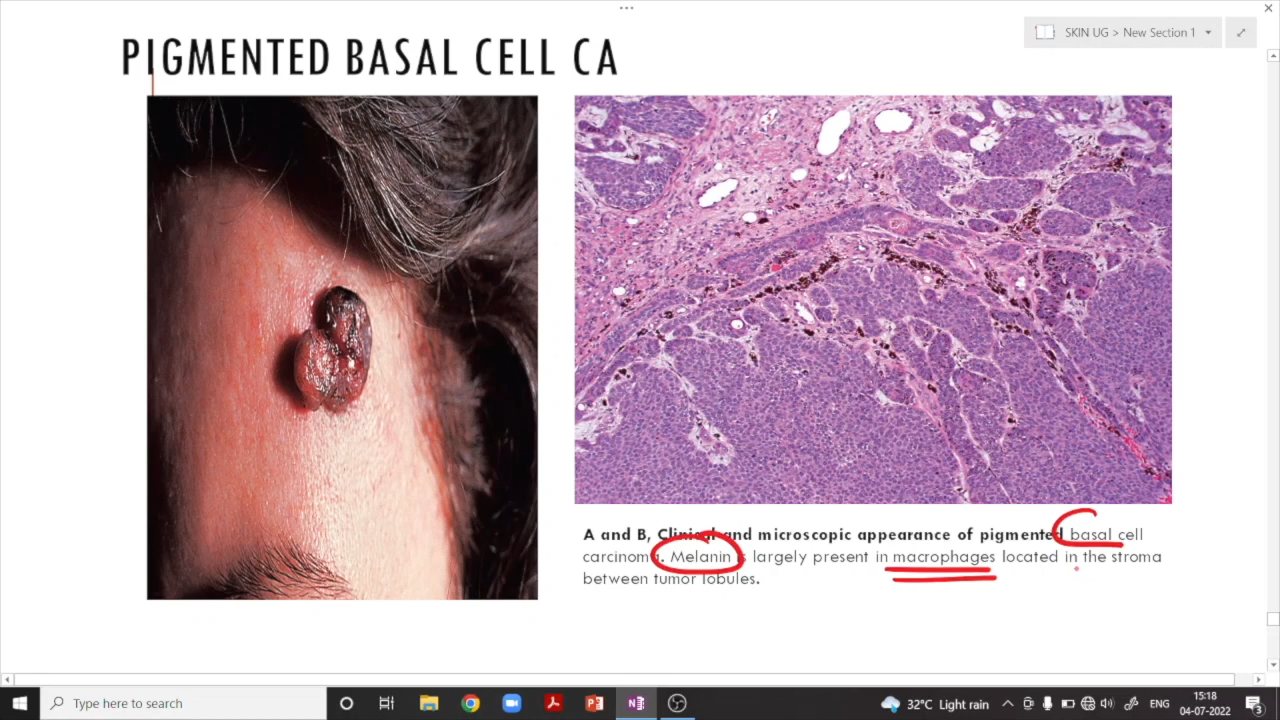 SKIN UG > New Section 1
PIGMENTED BASAL CELL CA
A and B, Clinical and microscopic appearance of pigmented basal cell
carcinoma. Melanin is largely present in macrophages located in the stroma
between tumor lobules.
Type here to search
32°C Light rain
ENG
15:18
04-07-2022
3